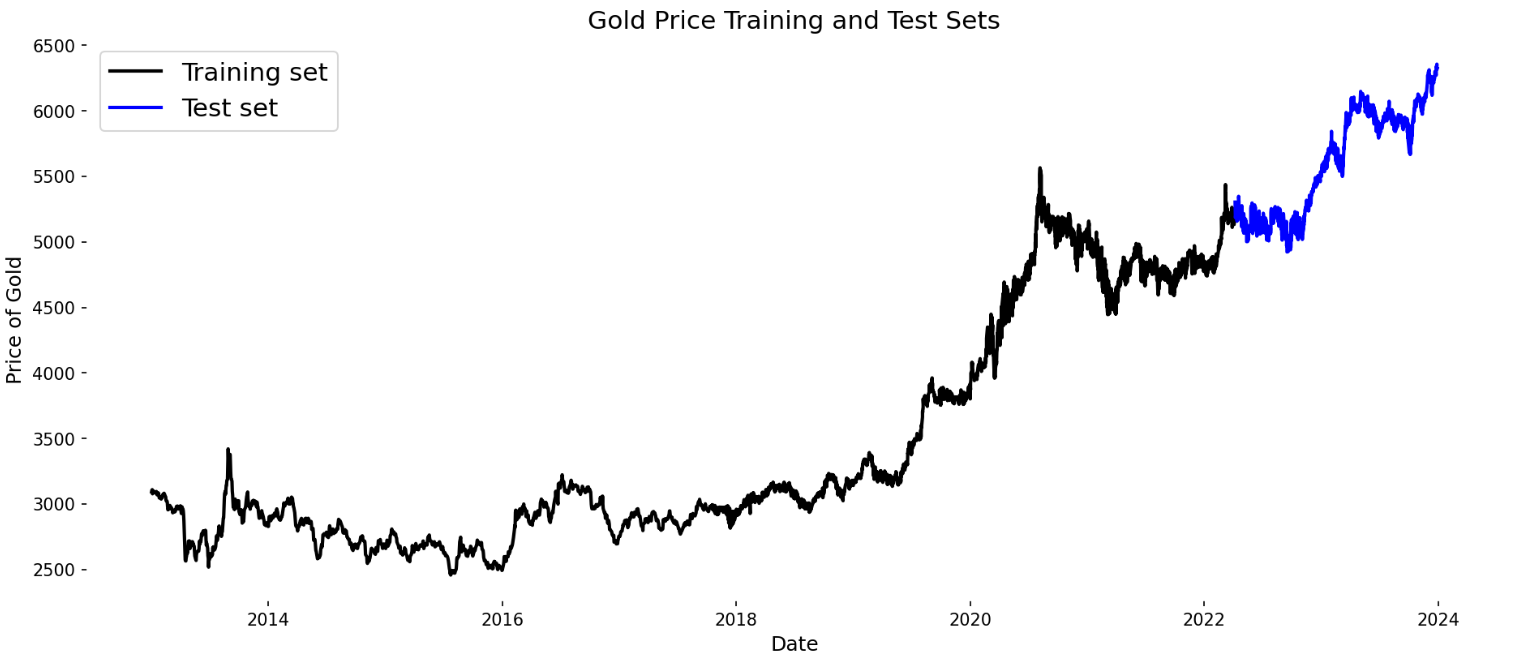 Gold Price Training and Test Sets
Training set
Test set
Price of Gold
6500
6000
5500
5000
4500
4000
3500
3000
2500
2014 2016 2018 2020 2022 2024
Date